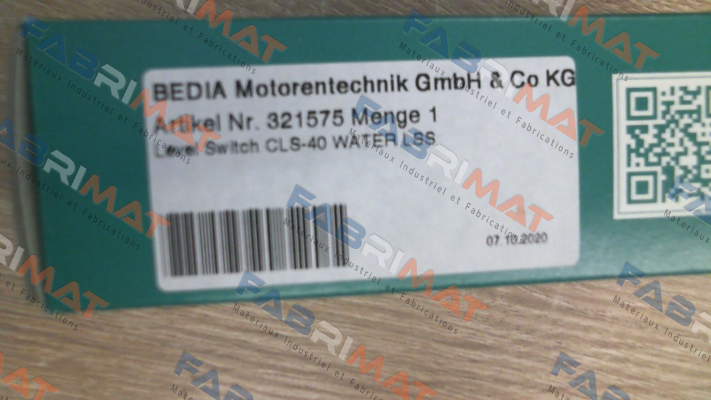 BEDIA Motorentechnik GmbH & Co KG
Artikel Nr. 321575 Menge 1
Level Switch CLS-40 WATER LSS
07.10.2020
FABRIMAT
Materiaux Industriel et Fabrications